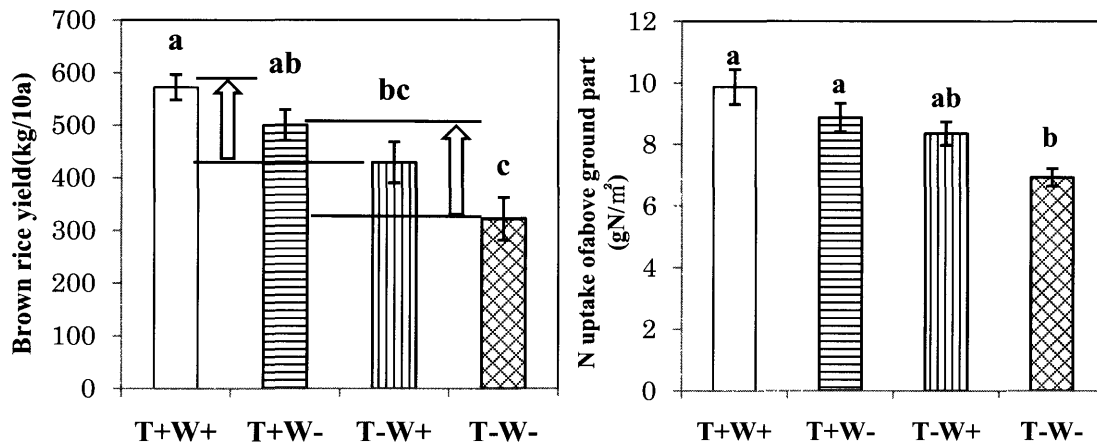 700
600
500
400
300
200
100
0
Brown rice yield(kg/10a)
a
ab
bc
c
T+W+ T+W- T-W+ T-W-
12
10
8
6
4
2
0
N uptake ofabove ground part
(gN/㎡)
a
a
ab
b
T+W+ T+W- T-W+ T-W-